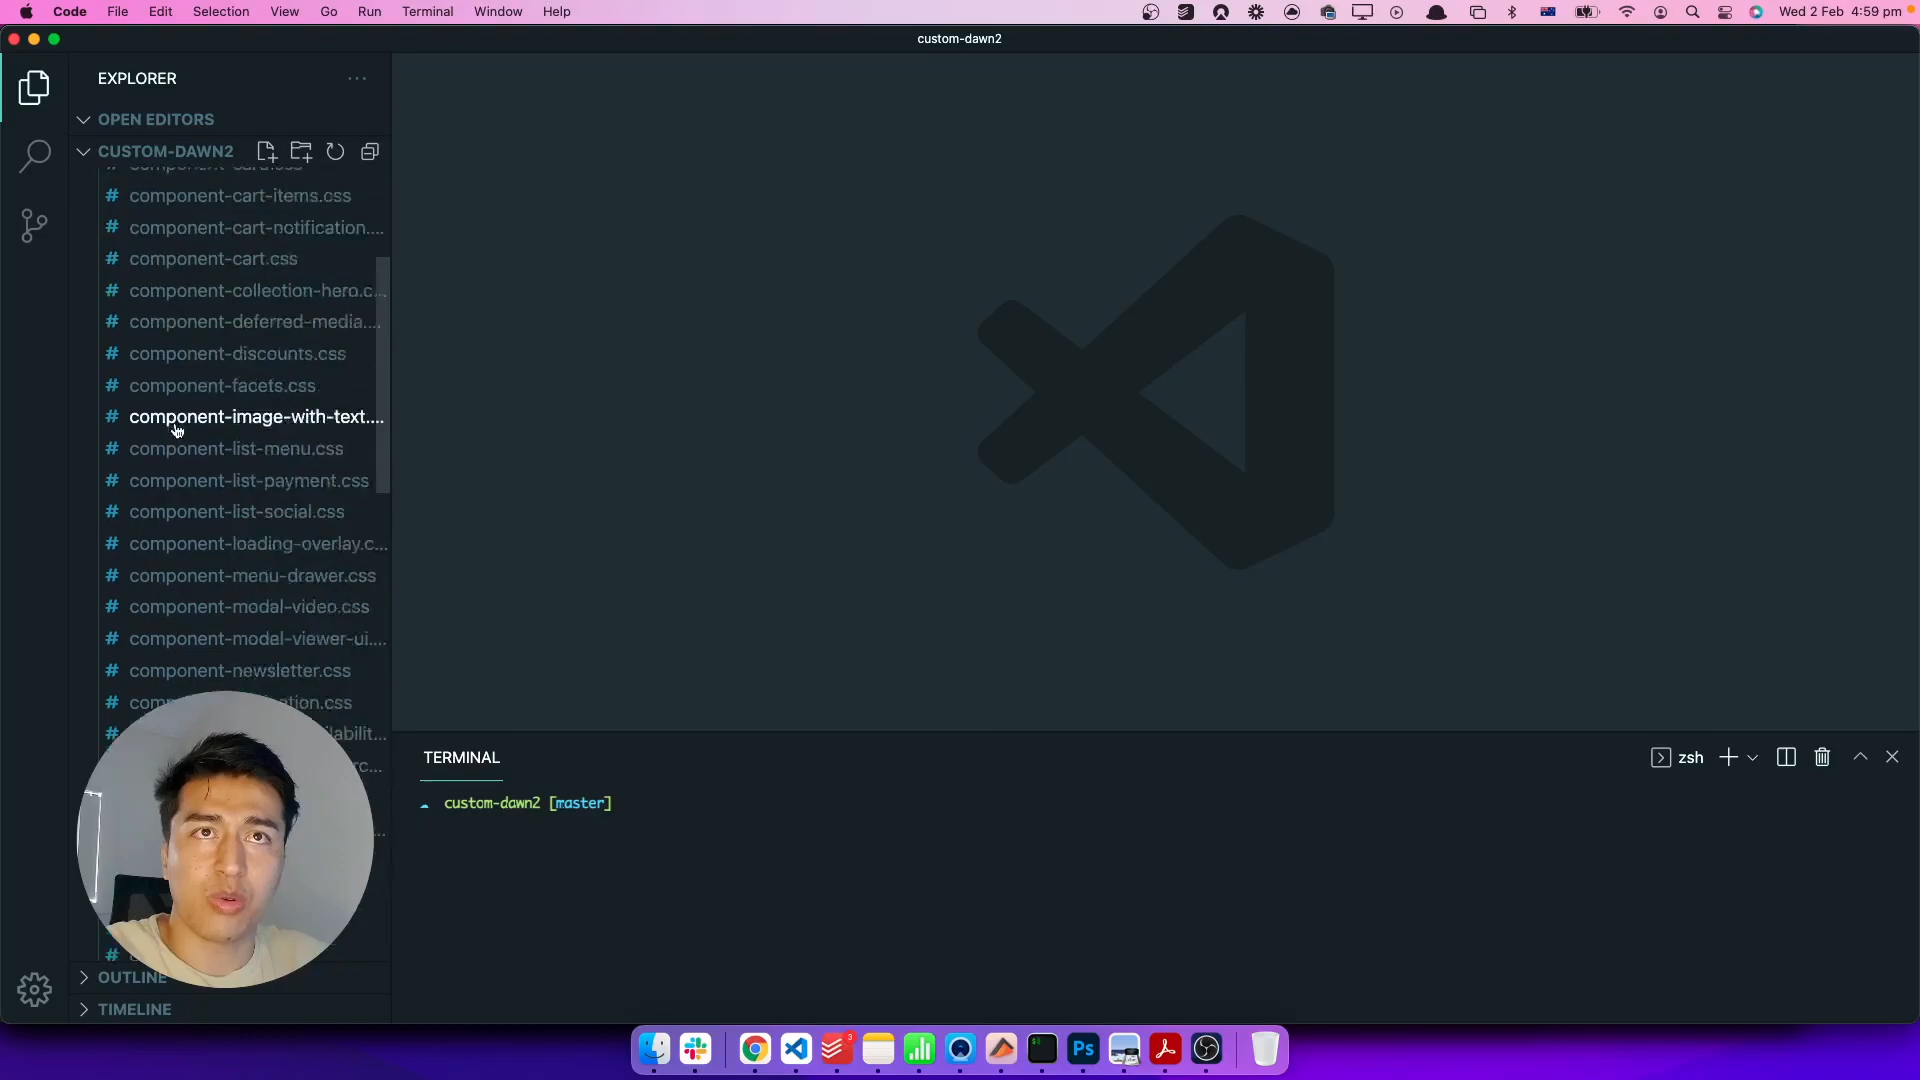 Code File Edit Selection View Go Run Terminal Window Help
Wed 2 Feb 4:59 pm
custom-dawn2
EXPLORER
OPEN EDITORS
CUSTOM-DAWN2
# component-cart-items.css
# component-cart-notification....
# component-cart.css
# component-collection-hero.c...
# component-deferred-media....
# component-discounts.css
# component-facets.css
# component-image-with-text....
# component-list-menu.css
# component-list-payment.css
# component-list-social.css
# component-loading-overlay.c...
# component-menu-drawer.css
# component-modal-video.css
# component-modal-viewer-ui....
# component-newsletter.css
#
#
#
OUTLINE
TIMELINE
TERMINAL
zsh
custom-dawn2 [master]
3
Ps